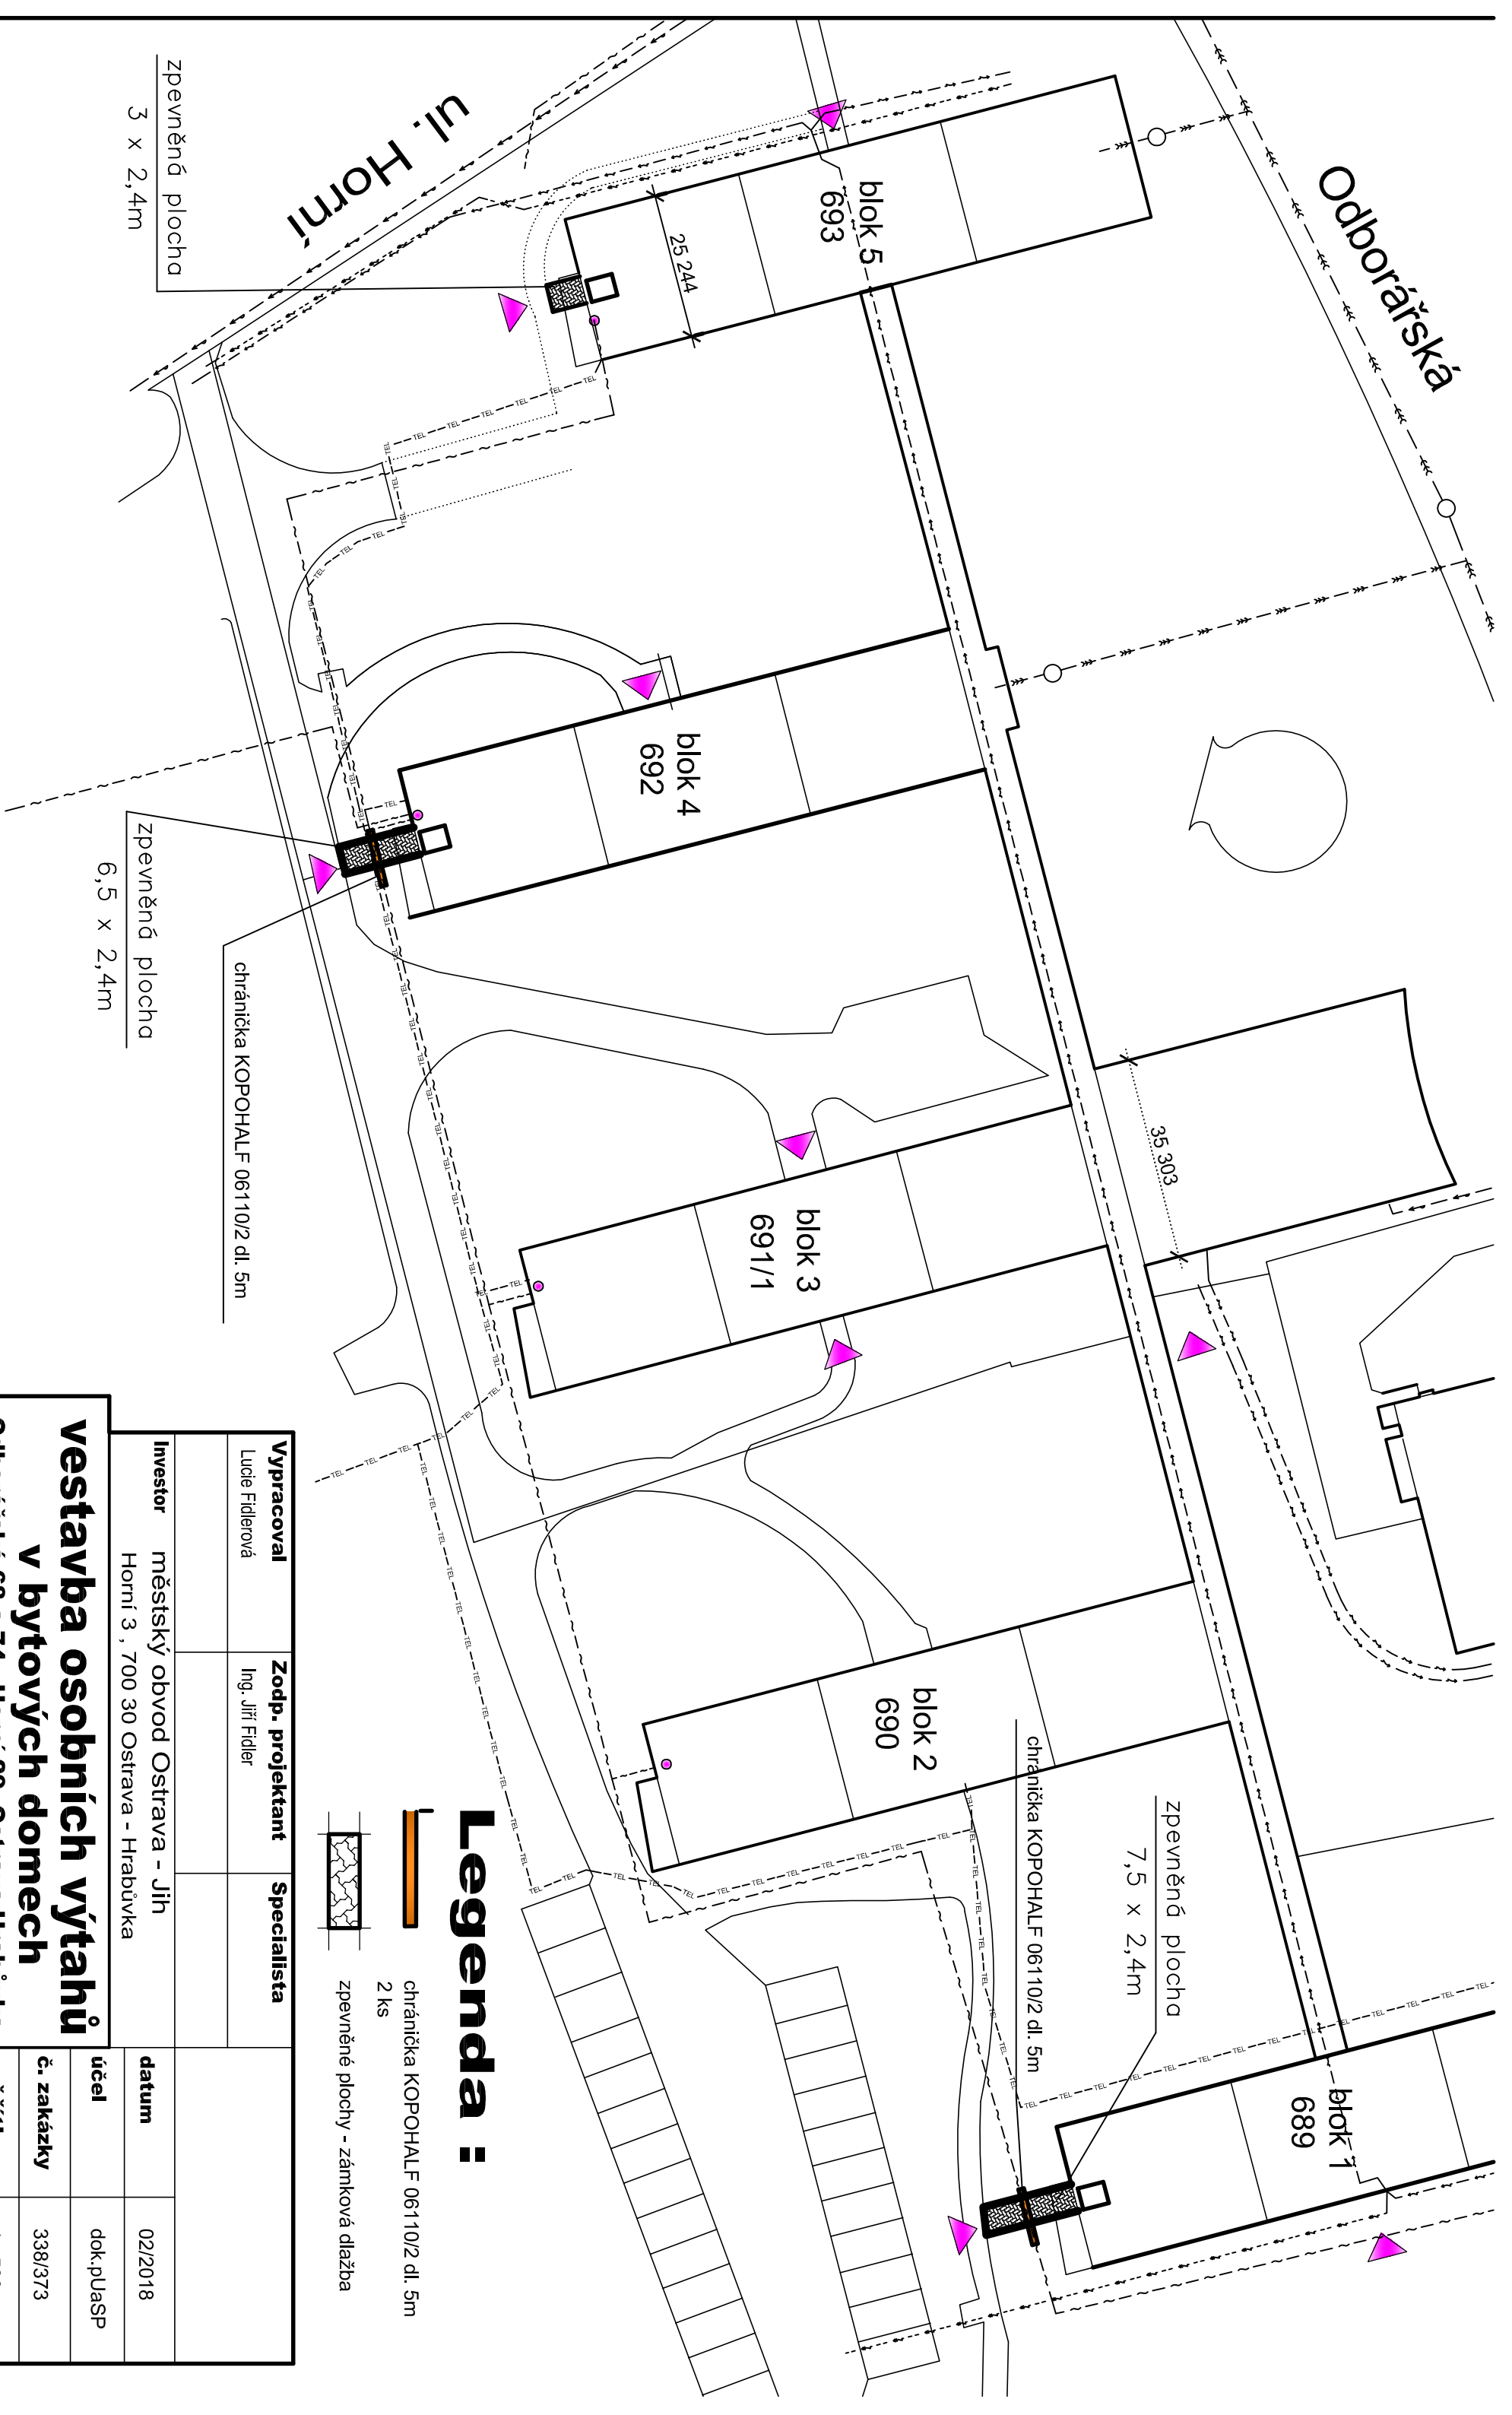 Odborářská
ul. Horní
zpevněná plocha
3 x 2,4m
blok 5
693
25 244
blok 4
692
zpevněná plocha
6,5 x 2,4m
chránička KOPOHALF 06110/2 dl. 5m
35 303
blok 3
691/1
blok 2
690
chránička KOPOHALF 06110/2 dl. 5m
zpevněná plocha
7,5 x 2,4m
blok 1
689
TEL
Legenda :
chránička KOPOHALF 06110/2 dl. 5m
2 ks
zpevněné plochy - zámková dlažba
Vypracoval
Zodp. projektant
Specialista
Lucie Fidlerová
Ing. Jiří Fidler
Investor
městský obvod Ostrava - Jih
Horní 3 , 700 30 Ostrava - Hrabůvka
vestavba osobních výtahů
v bytových domech
datum
02/2018
účel
dok.pUaSP
č. zakázky
338/373